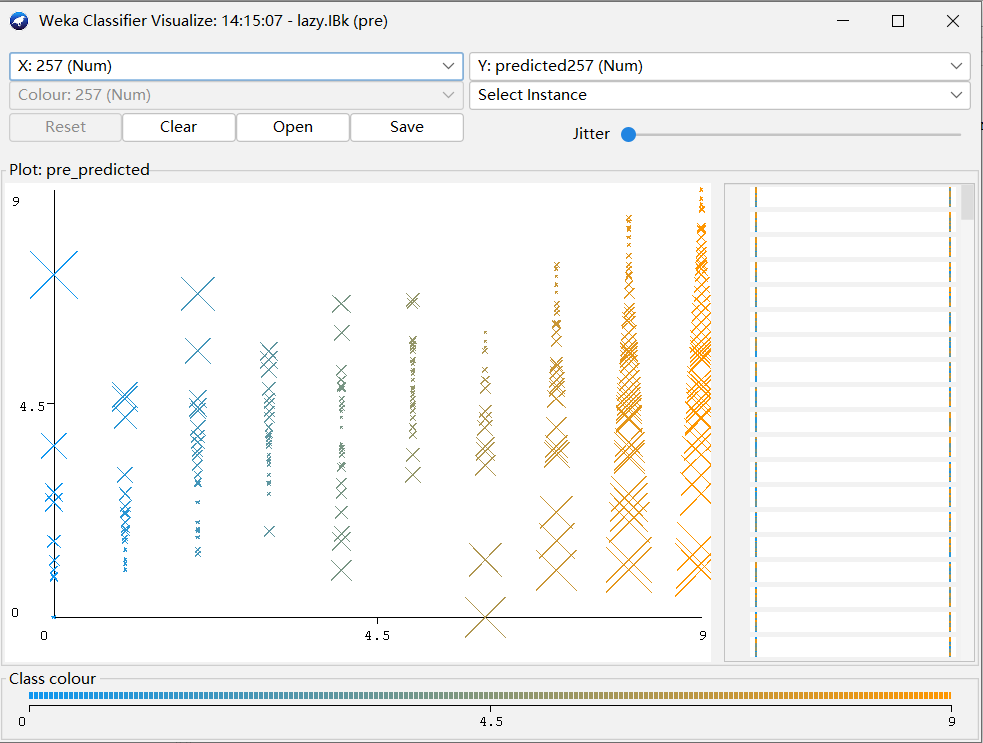 Weka Classifier Visualize: 14:15:07 - lazy.IBk (pre)
X: 257 (Num)
Y: predicted257 (Num)
Colour: 257 (Num)
Select Instance
Reset
Clear
Open
Save
Jitter
Plot: pre_predicted
9
4.5
0
0
4.5
9
Class colour
0
4.5
9